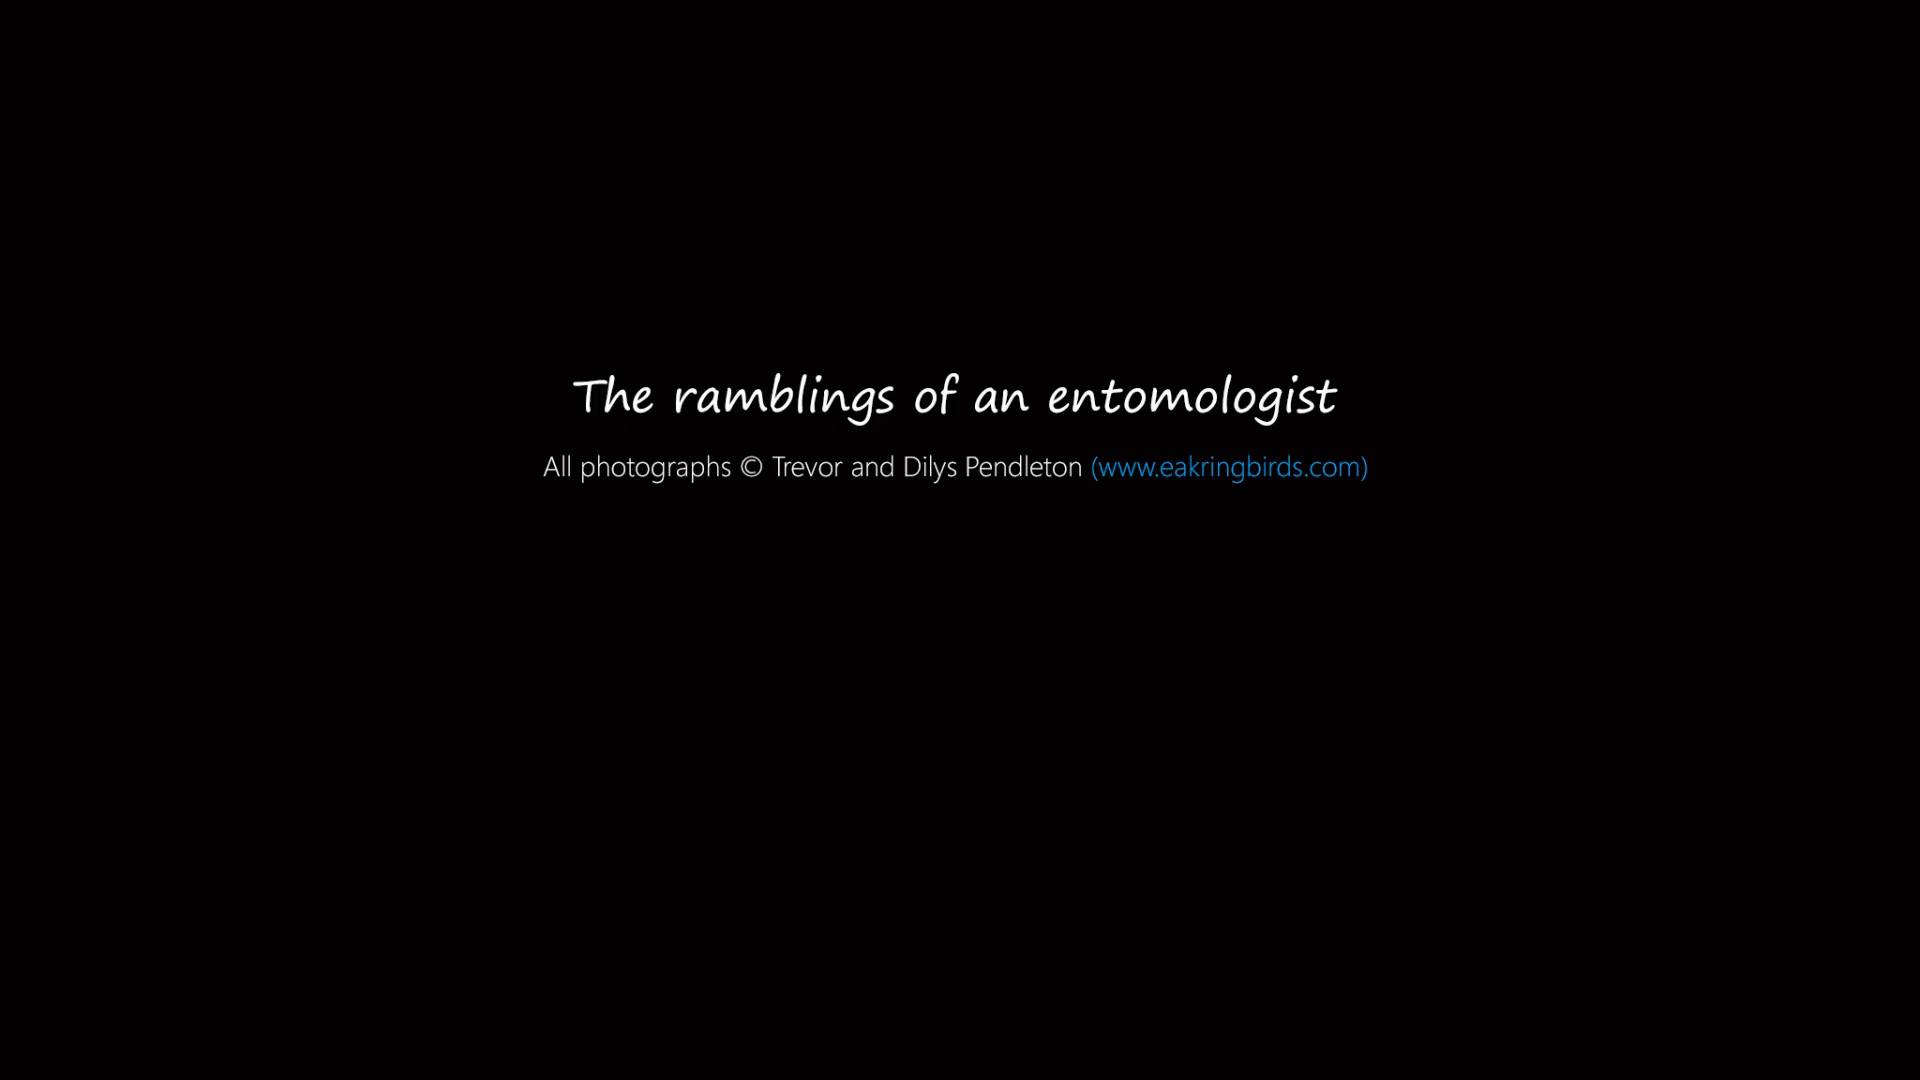 The ramblings of an entomologist
All photographs © Trevor and Dilys Pendleton (www.eakringbirds.com)